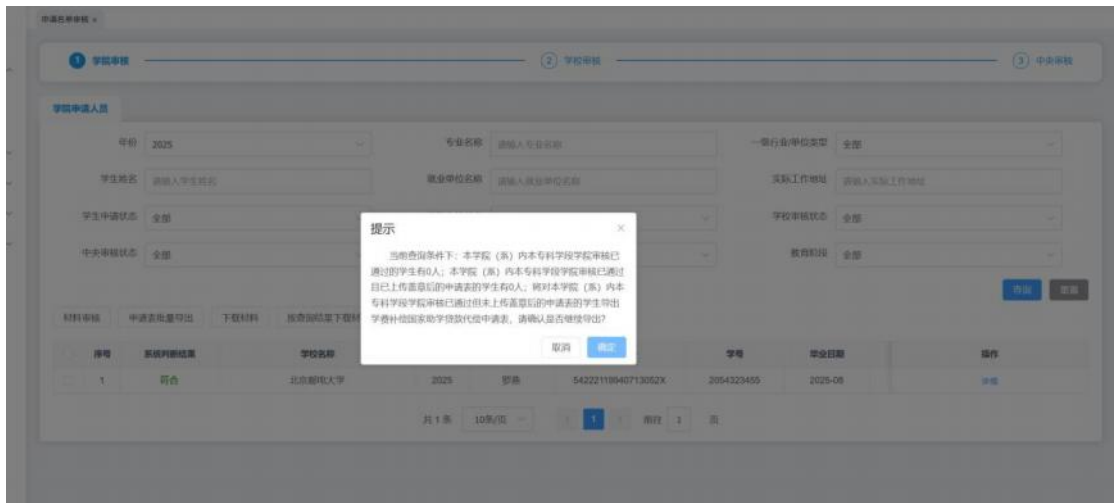 申请名单审核 ×
1 学院审核
2 学校审核
3 中央审核
学院申请人员
年份 2025
专业名称 请输入专业名称
一级行业/单位类型 全部
学生姓名 请输入学生姓名
就业单位名称 请输入就业单位名称
实际工作地址 请输入实际工作地址
学生申请状态 全部
学校审核状态 全部
中央审核状态 全部
教育阶段 全部
提示 ×
当前查询条件下：本学院（系）内本专科学段学院审核已
通过的学生有0人；本学院（系）内本专科学段学院审核已通过
且已上传盖章后的申请表的学生有0人；将对本学院（系）内本
专科学段学院审核已通过但未上传盖章后的申请表的学生导出
学费补偿国家助学贷款代偿申请表，请确认是否继续导出？
取消 确定
查询 重置
材料审核 申请表批量导出 下载材料 按查询结果下载材
序号 系统判断结果 学校名称 学号 毕业日期 操作
1 符合 北京邮电大学 2025 54222119940713052X 2054323455 2025-08 详情
共 1 条 10条/页 1 前往 1 页